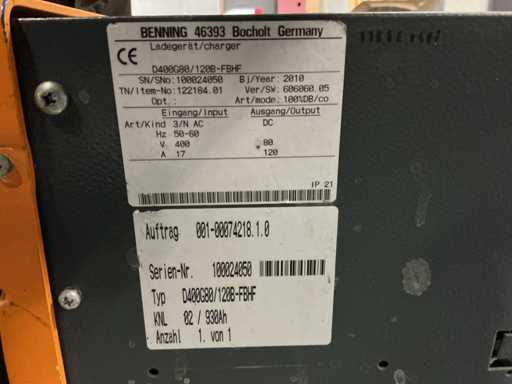 BENNING 46393 Bocholt Germany
Ladegerät/charger
CE
D400G80/120B-FBHF
SN/SNo: 100024050 Bj/Year: 2010
TN/Item-No: 122184.01 Ver/SW: 606060.05
Opt.: Art/mode: 100%DB/co
Eingang/Input Ausgang/Output
Art/Kind 3/N AC DC
Hz 50-60
V 400 80
A 17 120
IP 21
Auftrag 001-00074218.1.0
Serien-Nr. 100024050
Typ D400G80/120B-FBHF
KNL 02 / 930Ah
Anzahl 1. von 1